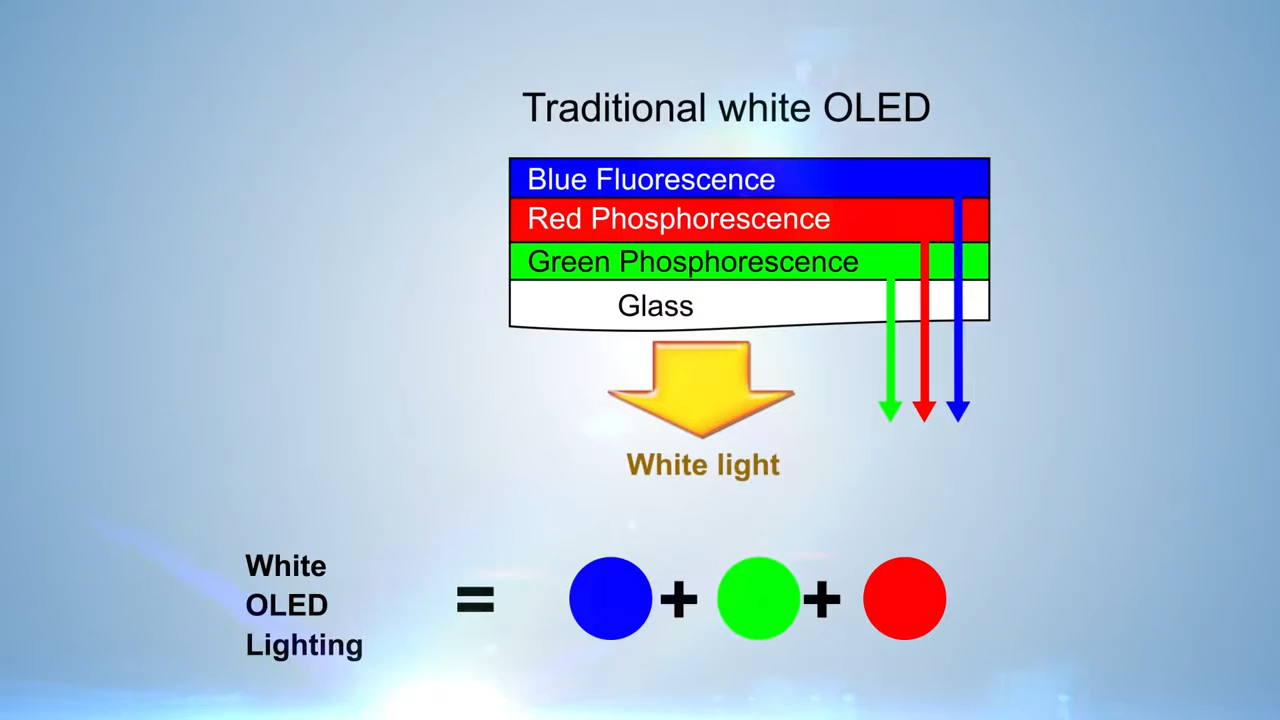 Traditional white OLED
Blue Fluorescence
Red Phosphorescence
Green Phosphorescence
Glass
White light
White
OLED
Lighting
=
+
+